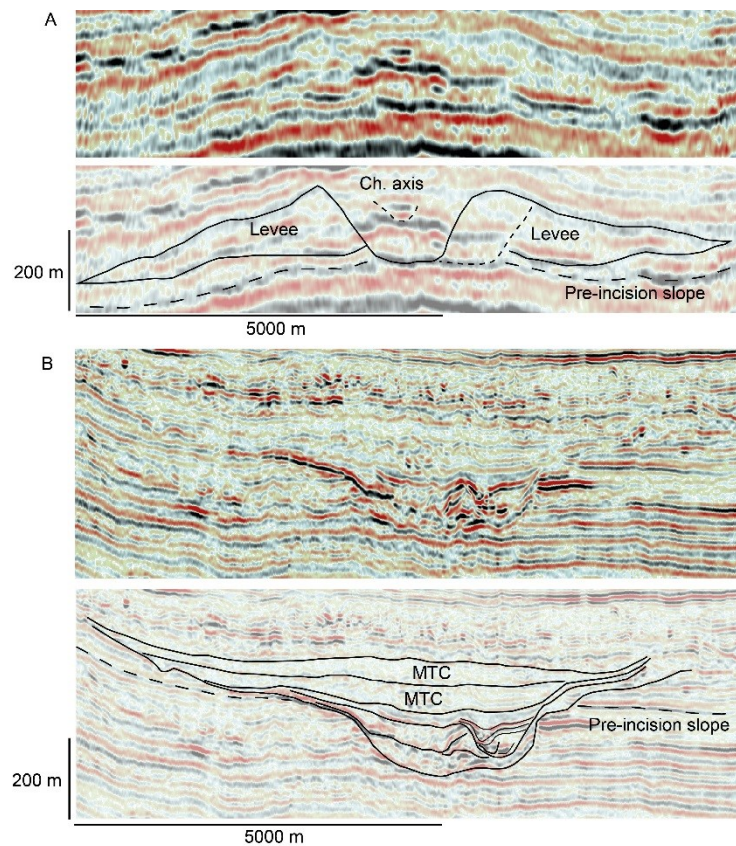 A
Ch. axis
Levee
Levee
200 m
Pre-incision slope
5000 m
B
MTC
MTC
Pre-incision slope
200 m
5000 m